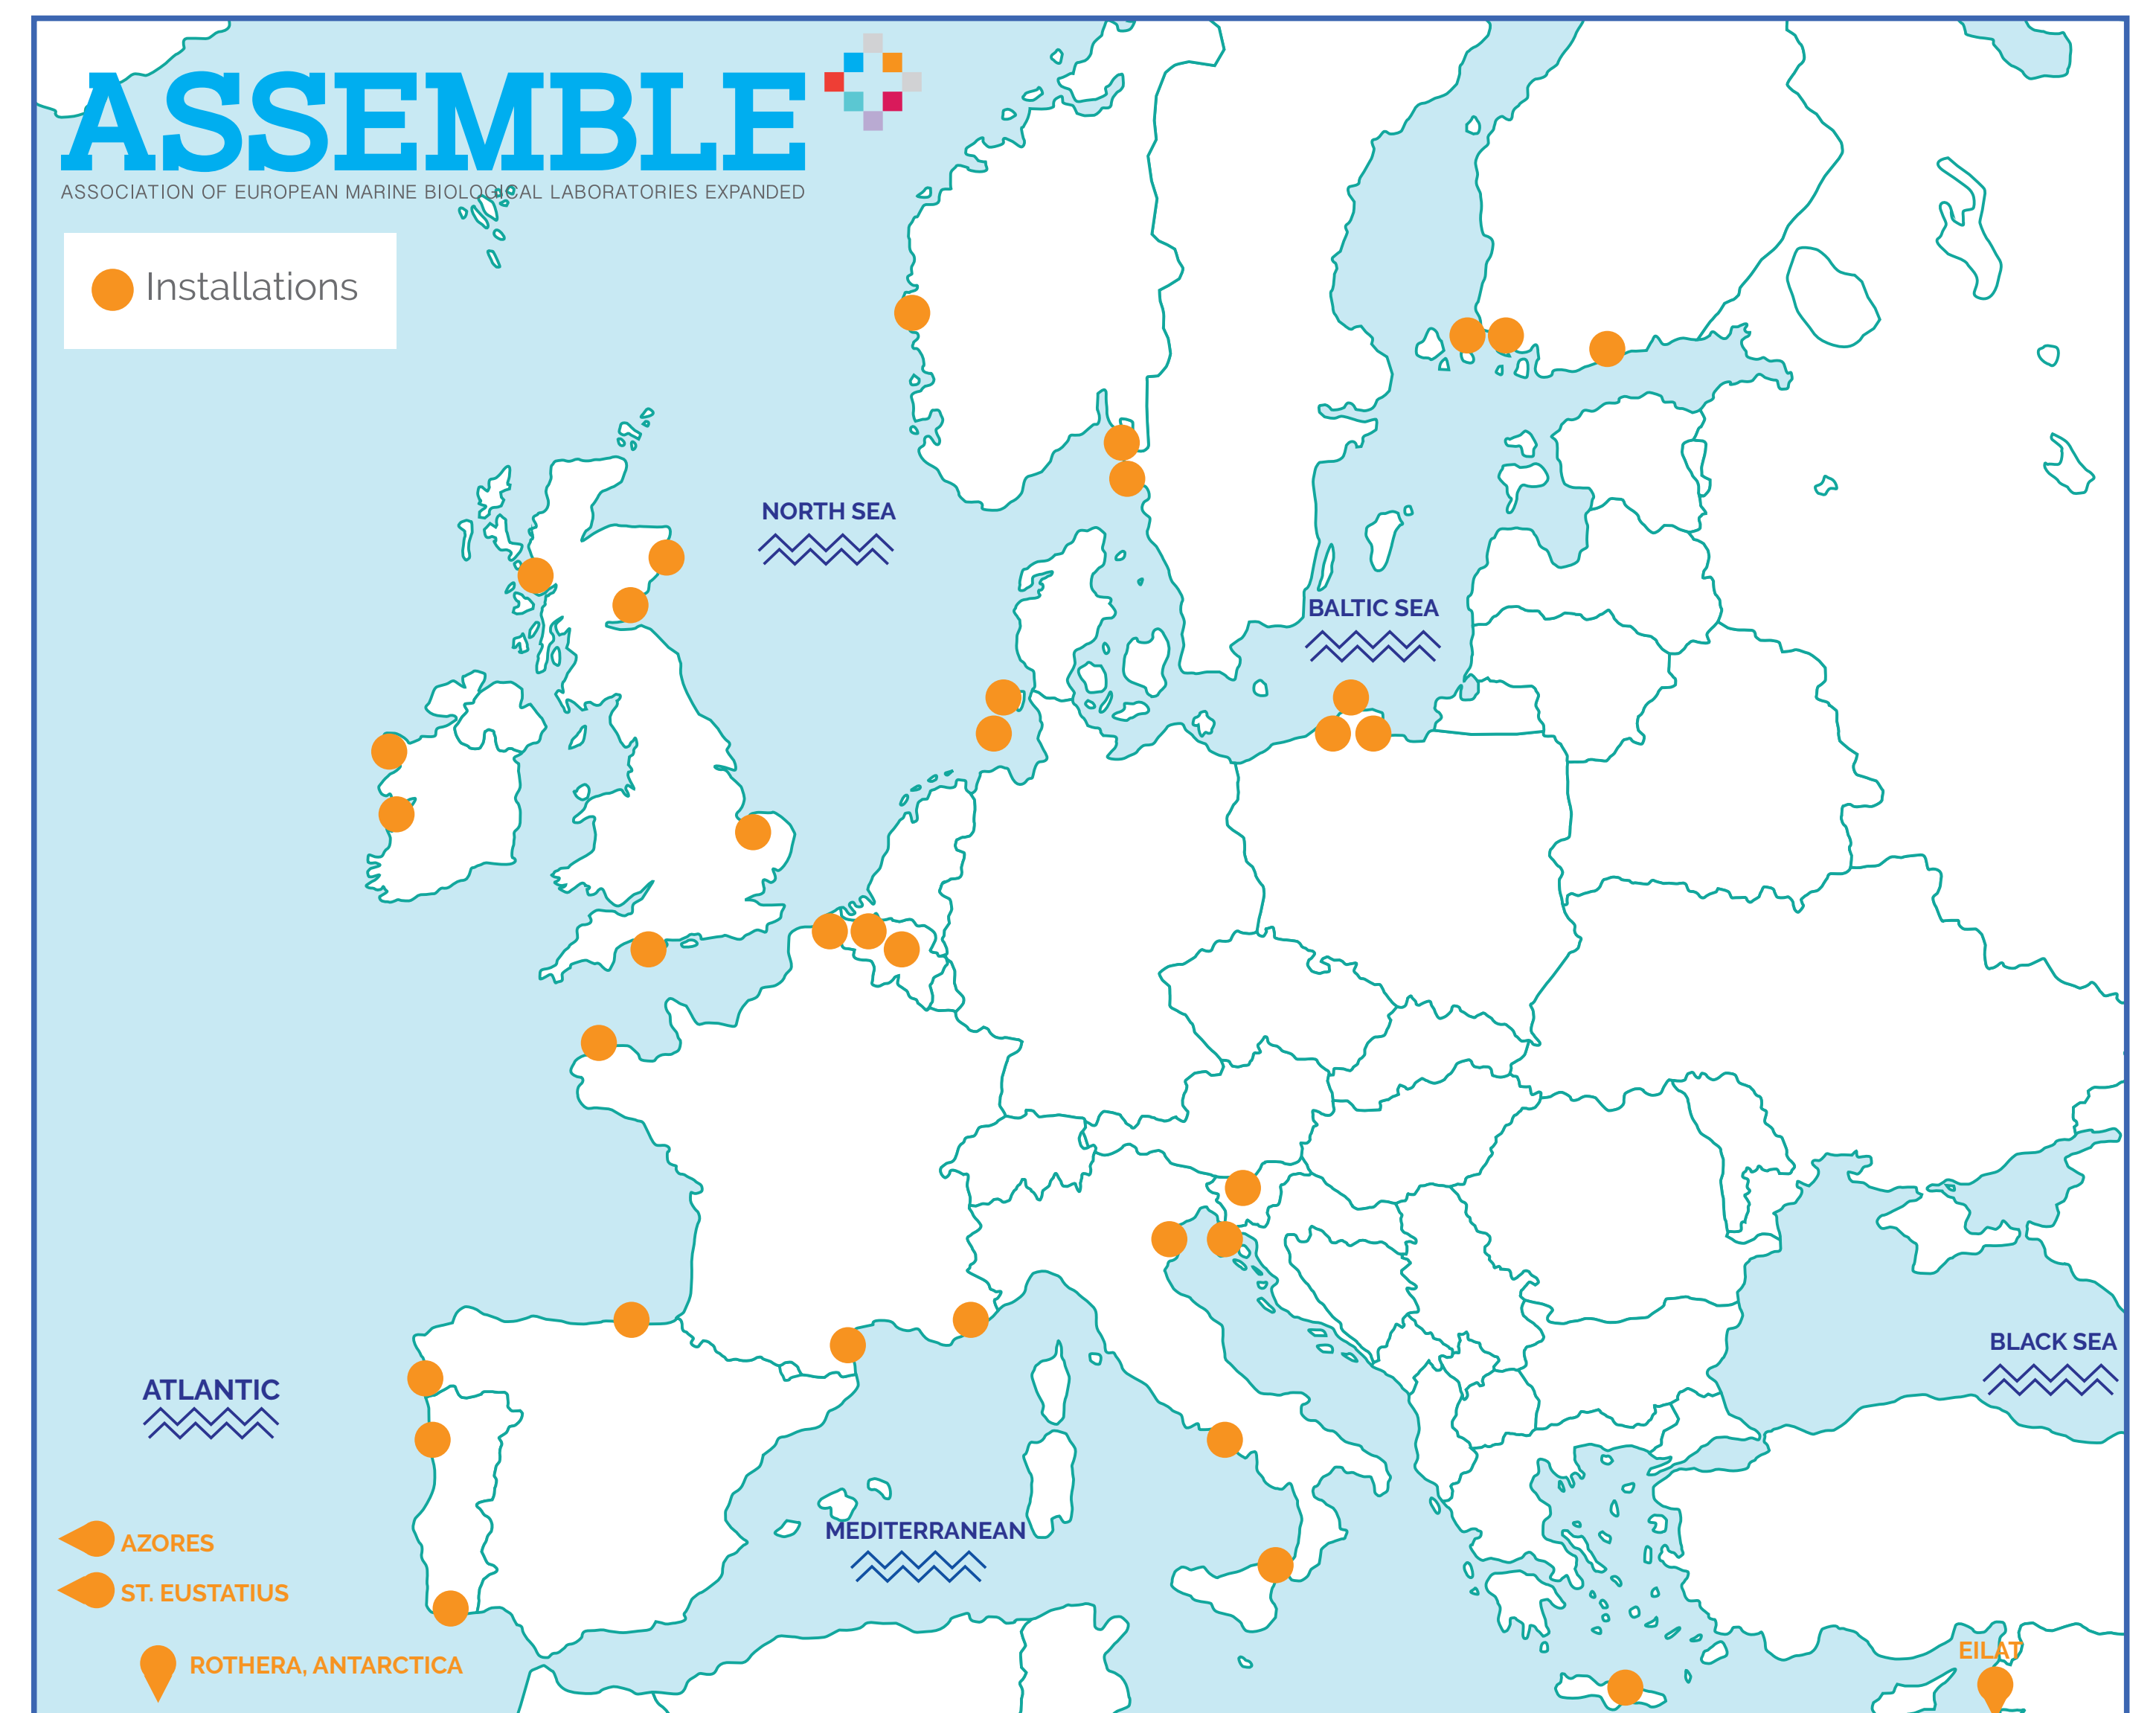 ASSEMBLE
ASSOCIATION OF EUROPEAN MARINE BIOLOGICAL LABORATORIES EXPANDED
Installations
NORTH SEA
BALTIC SEA
BLACK SEA
ATLANTIC
MEDITERRANEAN
AZORES
ST. EUSTATIUS
ROTHERA, ANTARCTICA
EILAT